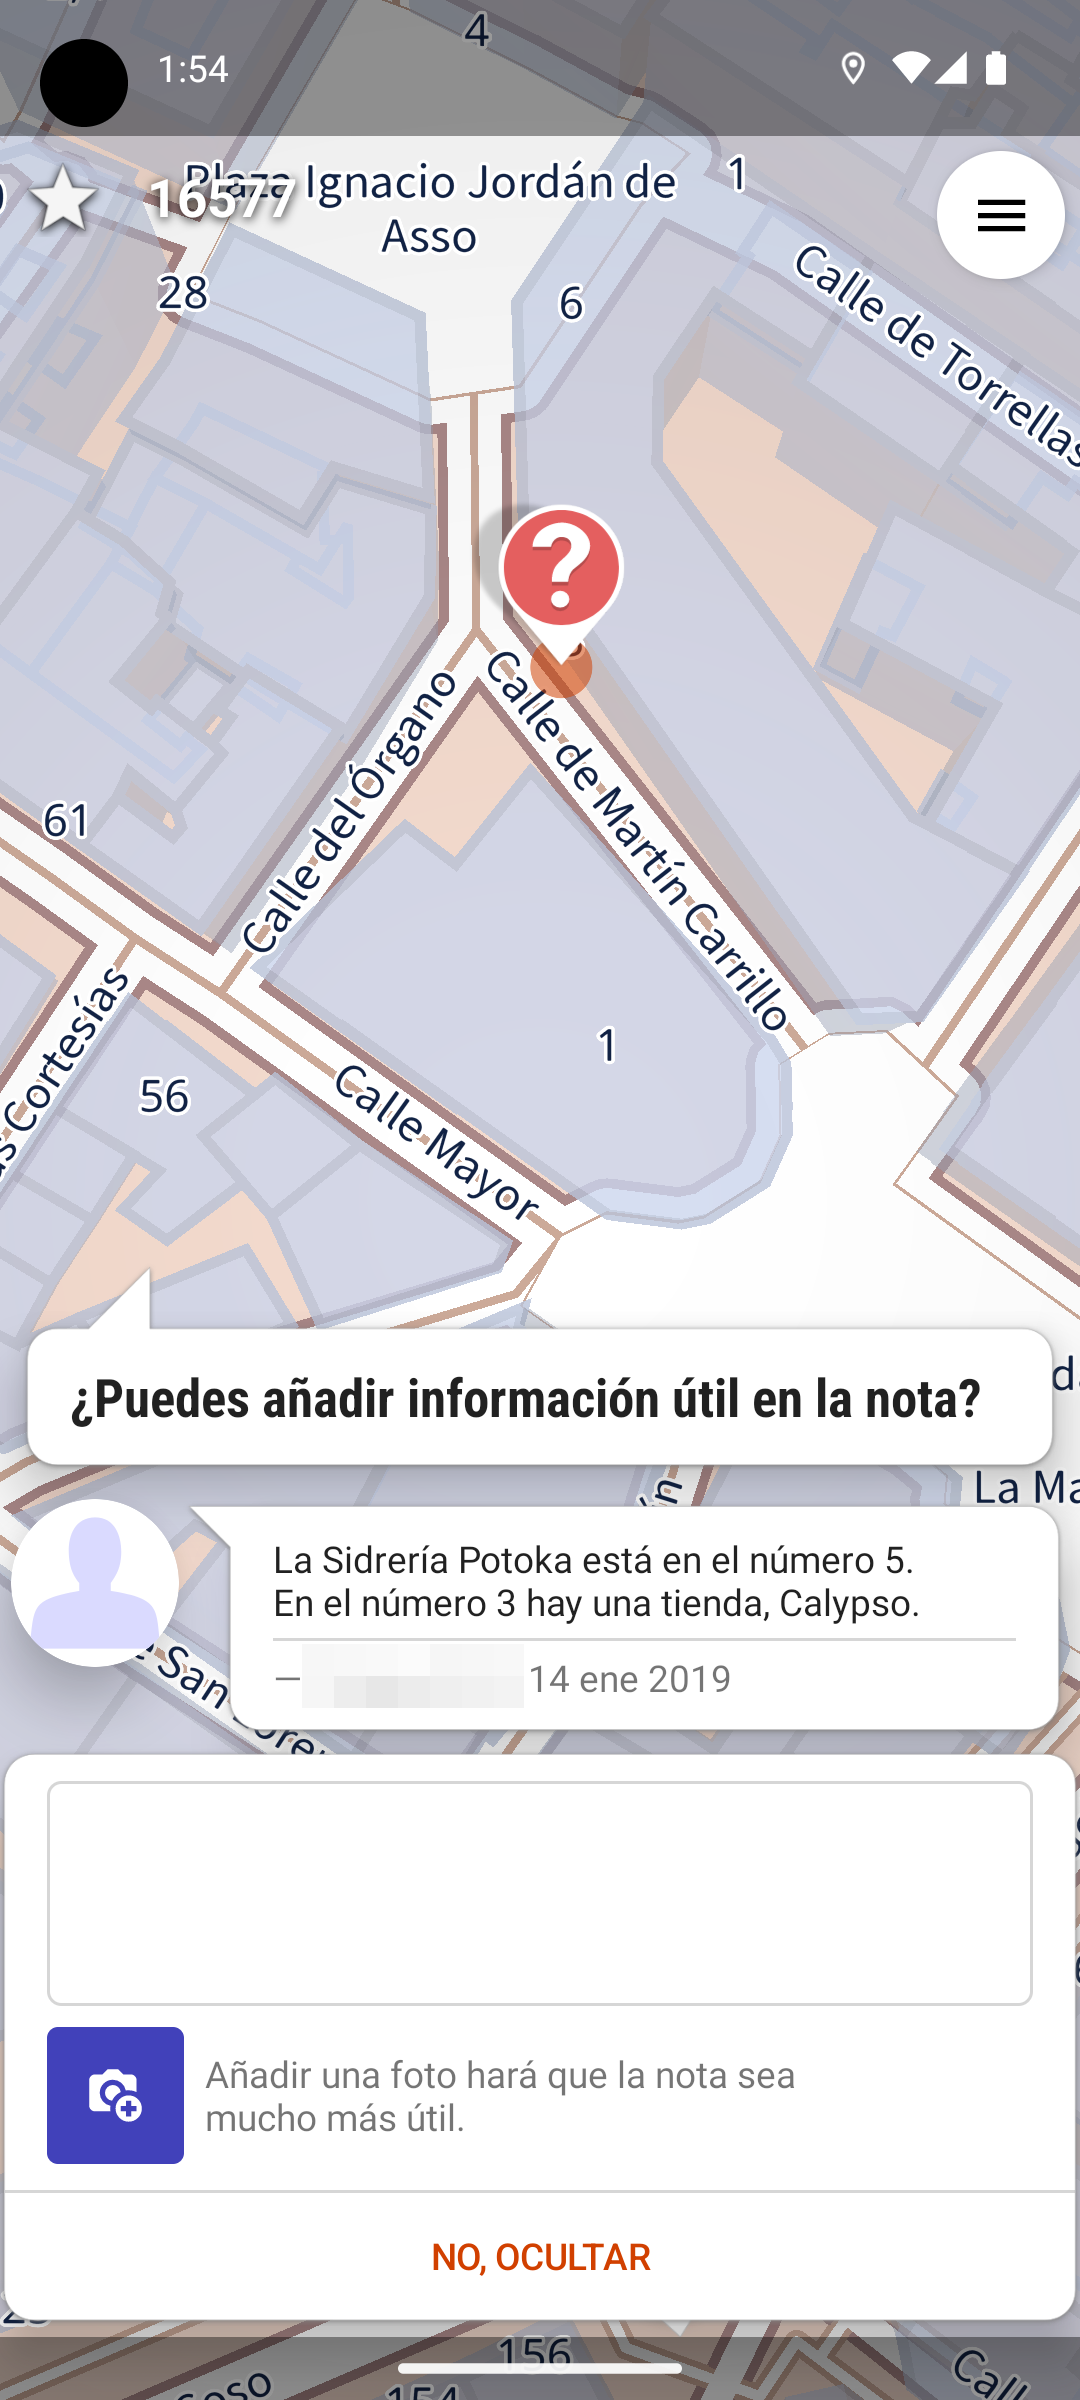 4
1:54
Plaza Ignacio Jordán de
Asso
1
16577
28
6
Calle de Torrellas
Calle del Órgano
Calle de Martín Carrillo
61
1
s Cortesías
56
Calle Mayor
¿Puedes añadir información útil en la nota?
La Ma
La Sidrería Potoka está en el número 5.
En el número 3 hay una tienda, Calypso.
– 14 ene 2019
San
Añadir una foto hará que la nota sea
mucho más útil.
NO, OCULTAR
156
154
Coso
Call